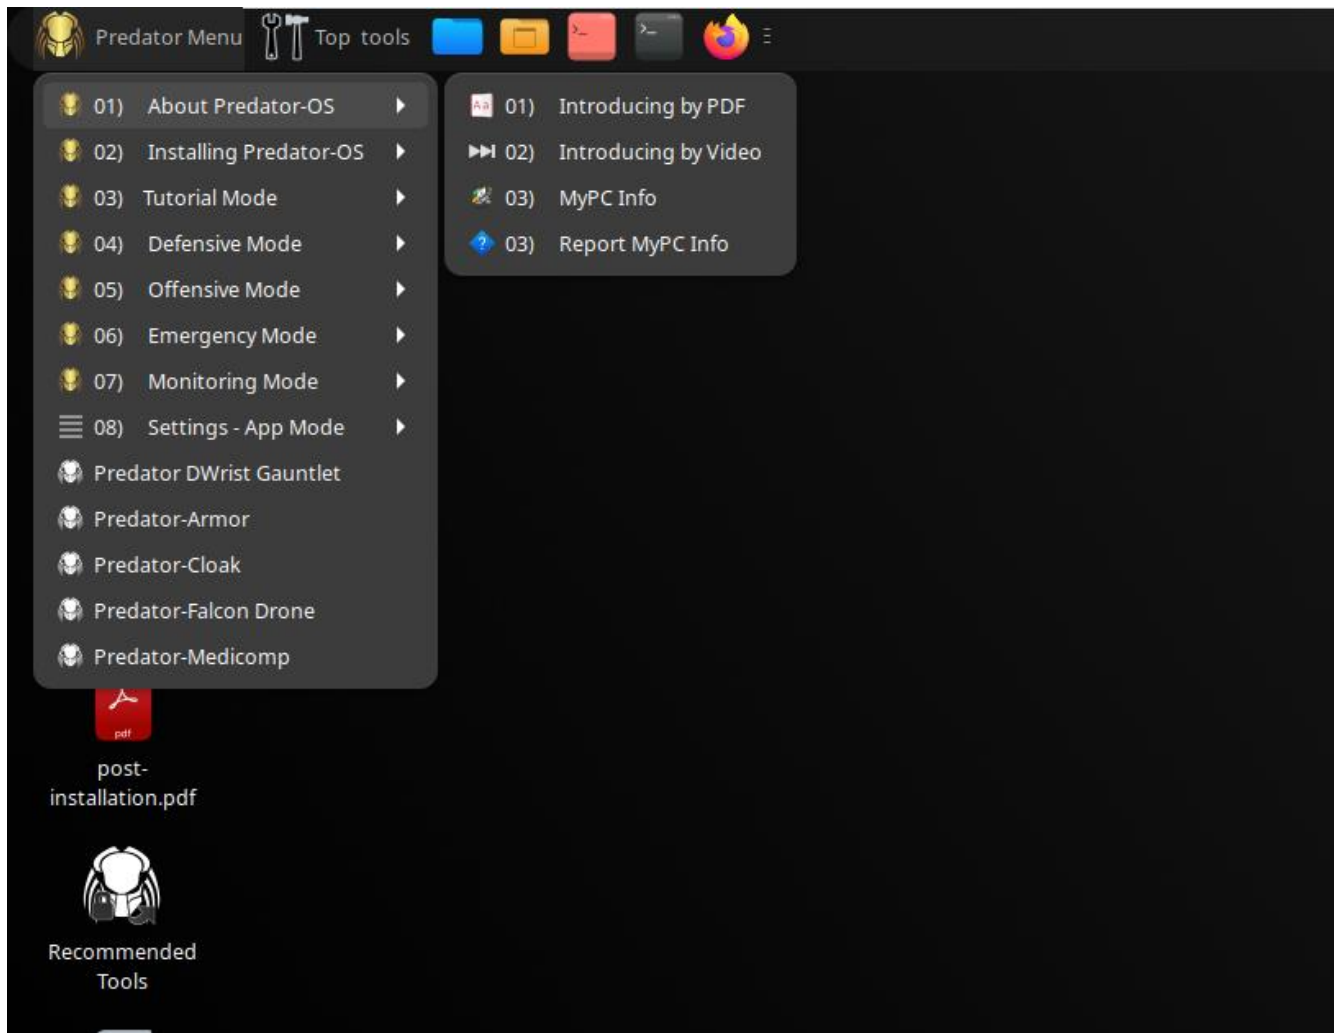 Predator Menu
Top tools
01) About Predator-OS
02) Installing Predator-OS
03) Tutorial Mode
04) Defensive Mode
05) Offensive Mode
06) Emergency Mode
07) Monitoring Mode
08) Settings - App Mode
Predator DWrist Gauntlet
Predator-Armor
Predator-Cloak
Predator-Falcon Drone
Predator-Medicomp
Aa 01) Introducing by PDF
02) Introducing by Video
03) MyPC Info
? 03) Report MyPC Info
pdf
post-
installation.pdf
Recommended
Tools